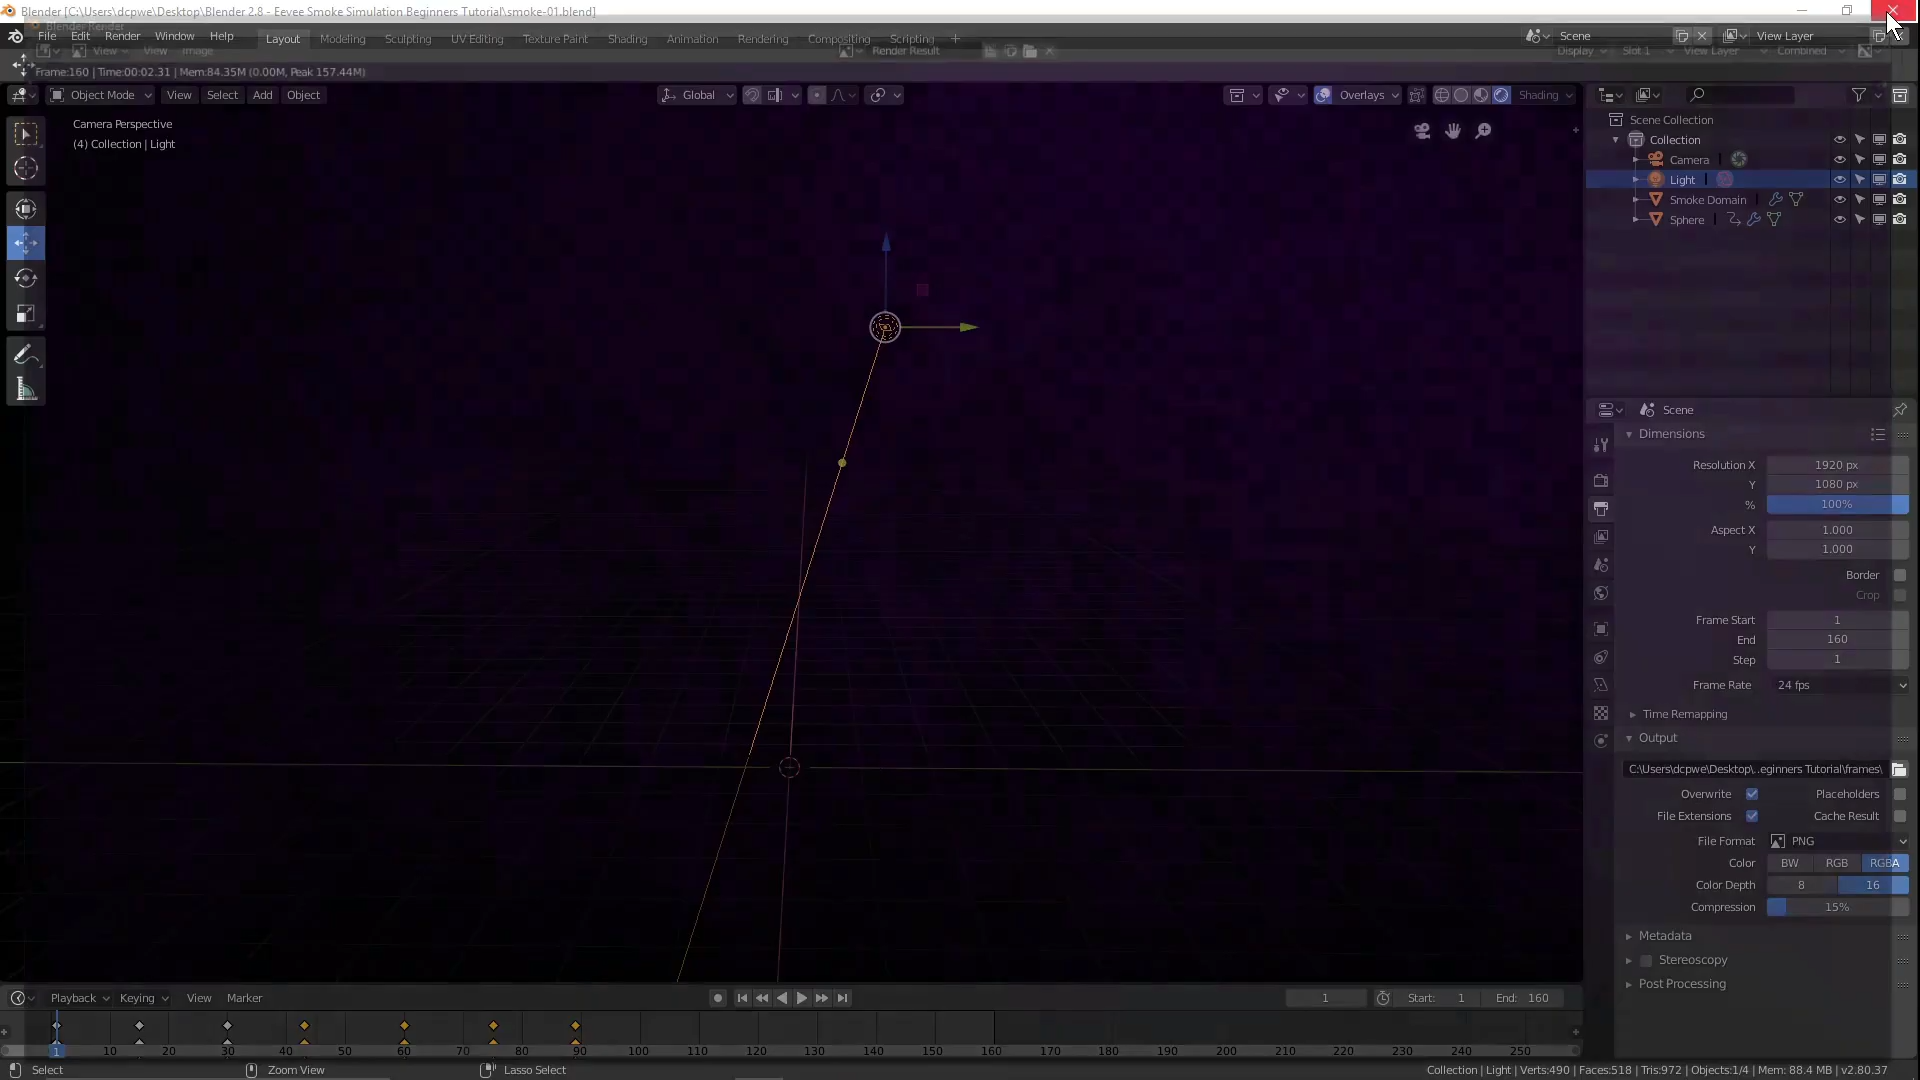 Blender [C:\Users\dcpwe\Desktop\Blender 2.8 - Eevee Smoke Simulation Beginners Tutorial\smoke-01.blend]
Blender Render
File Edit Render Window Help Layout Modeling Sculpting UV Editing Texture Paint Shading Animation Rendering Compositing Scripting + Scene View Layer
View View Image Render Result Display Slot 1 View Layer Combined
Frame:160 | Time:00:02.31 | Mem:84.35M (0.00M, Peak 157.44M)
Object Mode View Select Add Object Global Overlays Shading
Camera Perspective
(4) Collection | Light
Scene Collection
Collection
Camera
Light
Smoke Domain
Sphere
Scene
Dimensions
Resolution X 1920 px
Y 1080 px
% 100%
Aspect X 1.000
Y 1.000
Border
Crop
Frame Start 1
End 160
Step 1
Frame Rate 24 fps
Time Remapping
Output
C:\Users\dcpwe\Desktop\..eginners Tutorial\frames\
Overwrite Placeholders
File Extensions Cache Result
File Format PNG
Color BW RGB RGBA
Color Depth 8 16
Compression 15%
Metadata
Stereoscopy
Post Processing
Playback Keying View Marker 1 Start: 1 End: 160
1 10 20 30 40 50 60 70 80 90 100 110 120 130 140 150 160 170 180 190 200 210 220 230 240 250
Select Zoom View Lasso Select Collection | Light | Verts:490 | Faces:518 | Tris:972 | Objects:1/4 | Mem: 88.4 MB | v2.80.37